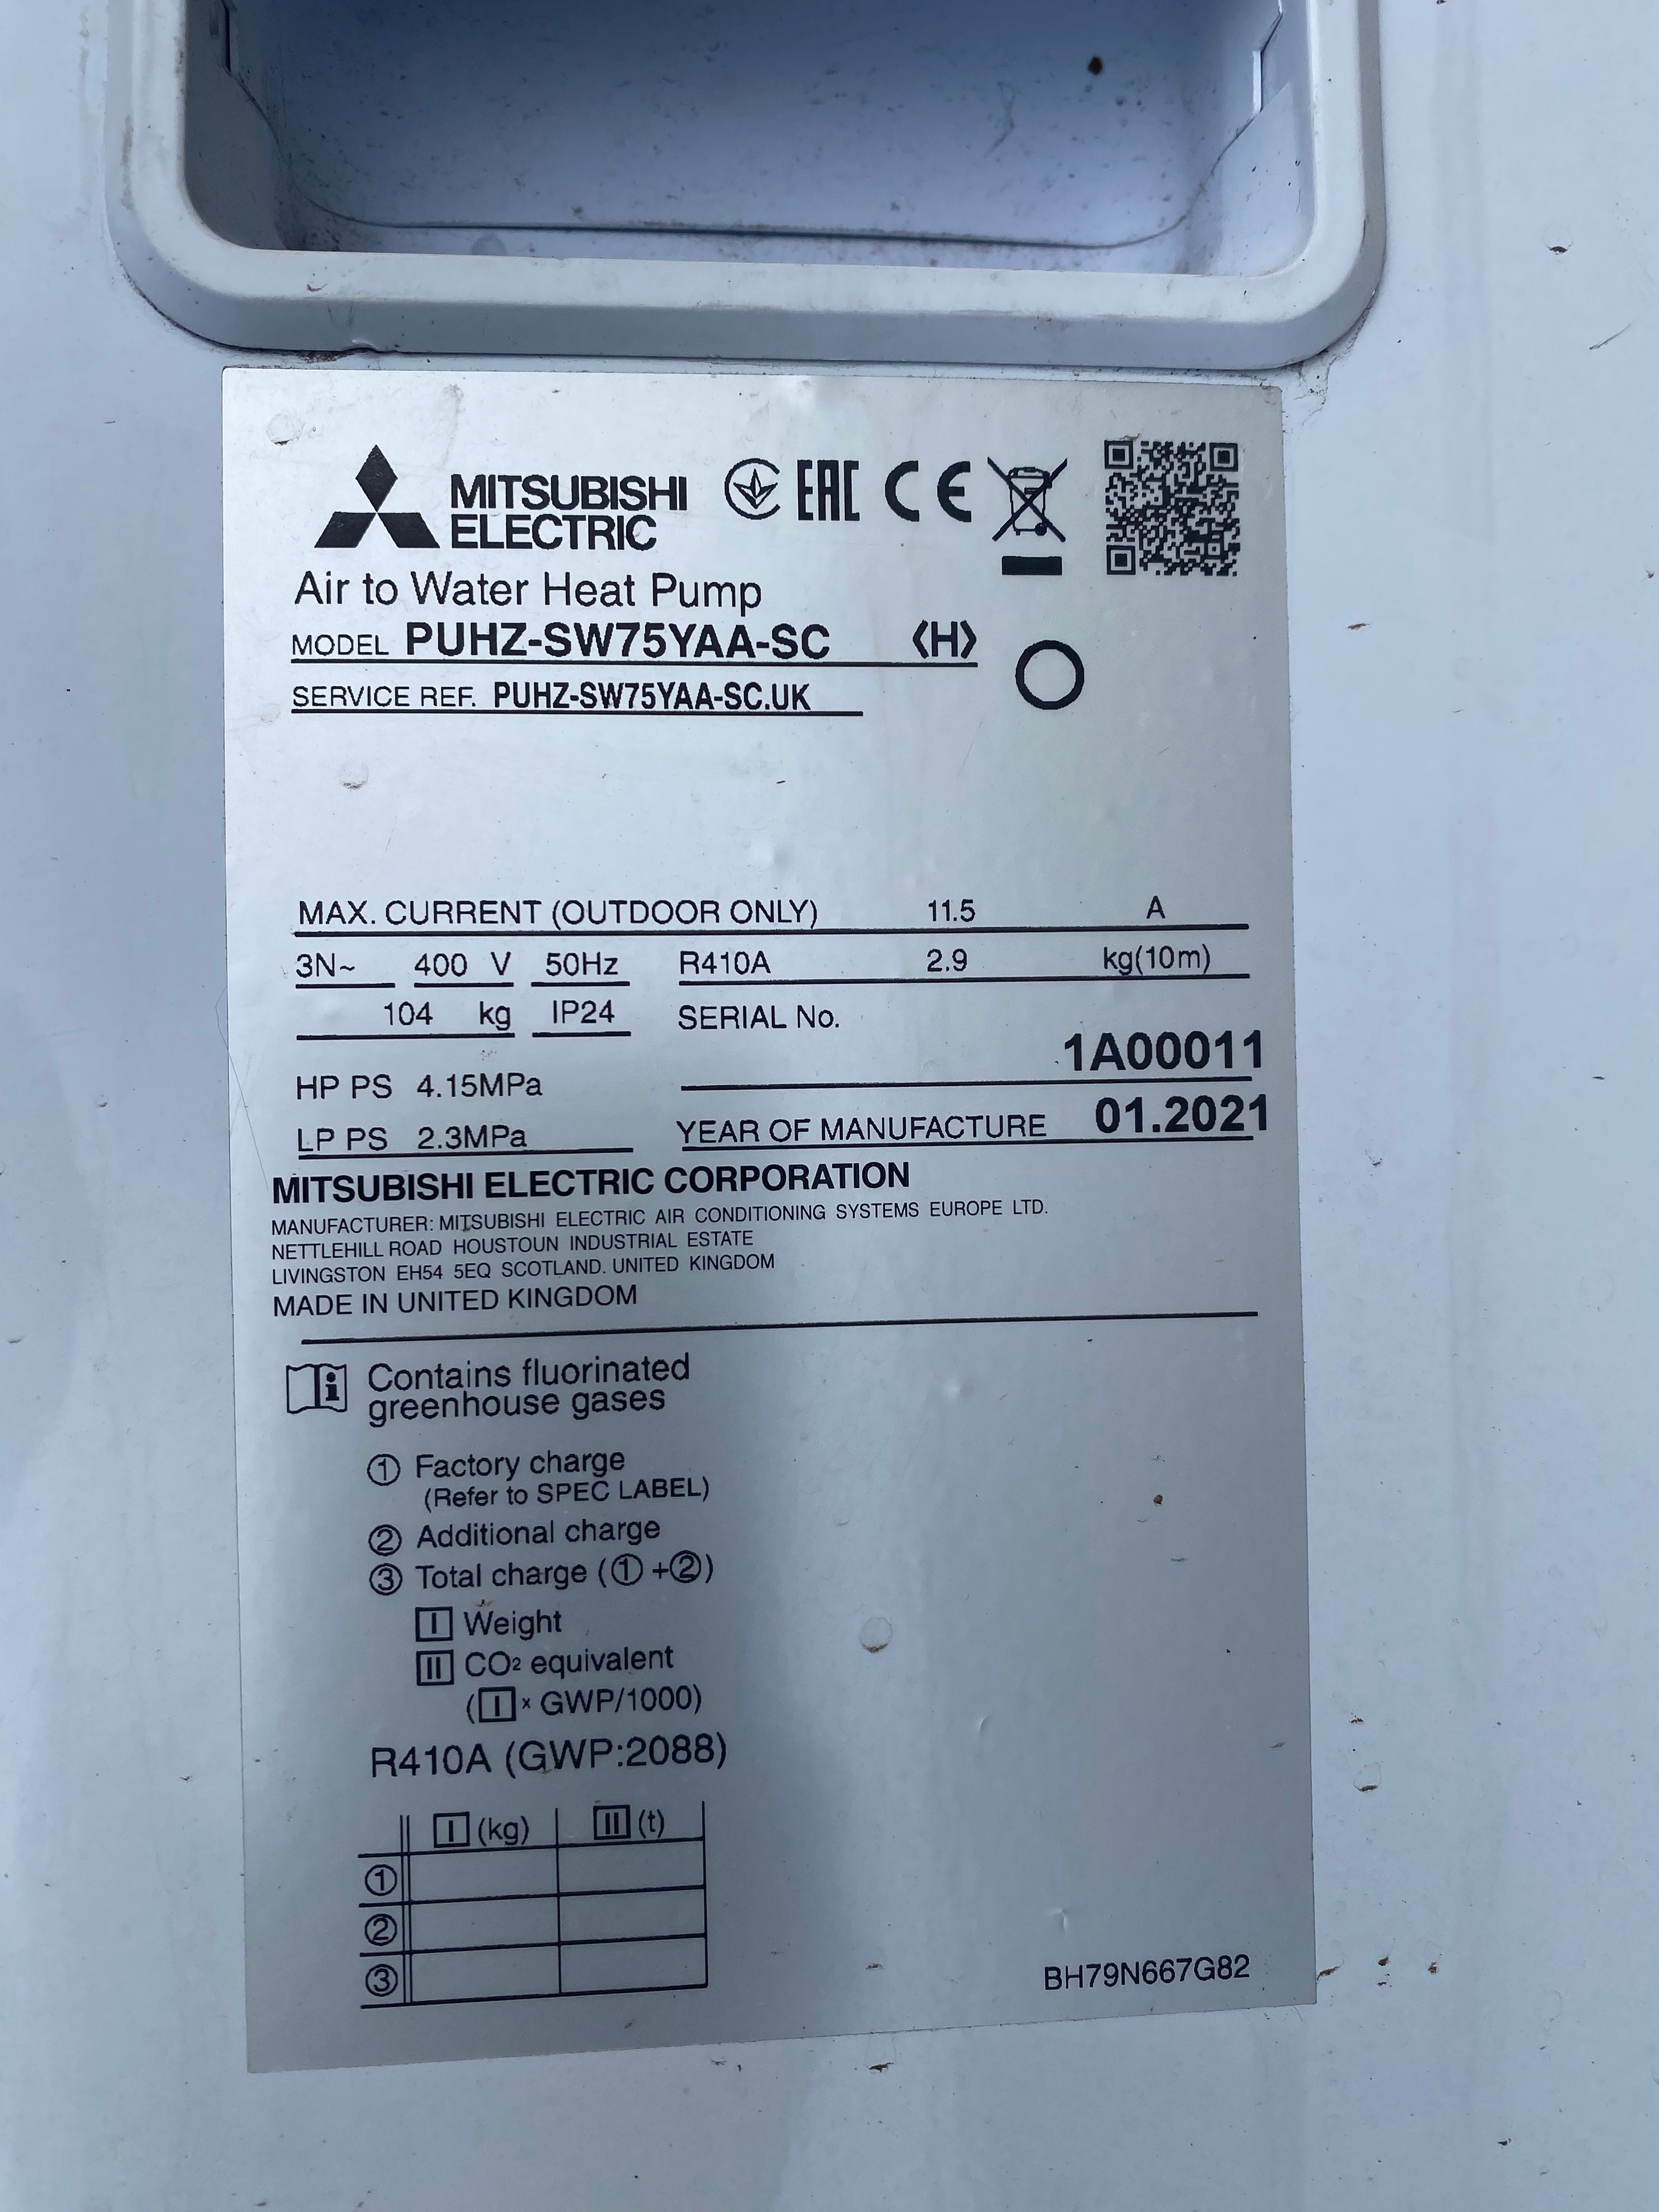 MITSUBISHI
ELECTRIC
EAC CE
Air to Water Heat Pump
MODEL PUHZ-SW75YAA-SC ⟨H⟩
SERVICE REF. PUHZ-SW75YAA-SC.UK
MAX. CURRENT (OUTDOOR ONLY) 11.5 A
3N~ 400 V 50Hz R410A 2.9 kg(10m)
104 kg IP24 SERIAL No.
1A00011
HP PS 4.15MPa
LP PS 2.3MPa YEAR OF MANUFACTURE 01.2021
MITSUBISHI ELECTRIC CORPORATION
MANUFACTURER: MITSUBISHI ELECTRIC AIR CONDITIONING SYSTEMS EUROPE LTD.
NETTLEHILL ROAD HOUSTOUN INDUSTRIAL ESTATE
LIVINGSTON EH54 5EQ SCOTLAND. UNITED KINGDOM
MADE IN UNITED KINGDOM
i Contains fluorinated
greenhouse gases
① Factory charge
(Refer to SPEC LABEL)
② Additional charge
③ Total charge (①+②)
I Weight
II CO2 equivalent
(I × GWP/1000)
R410A (GWP:2088)
I (kg) II (t)
①
②
③
BH79N667G82